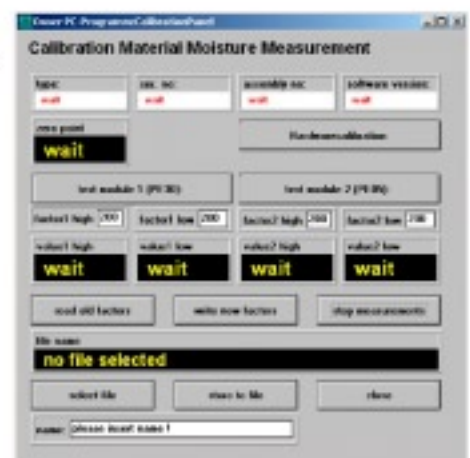 Calibration Material Moisture Measurement
type: ser. no: assembly no: software version:
wait wait wait wait
zero point
wait
Hardwarecalibration
test module 1 test module 2
factor1 high 200 factor1 low 200 factor2 high 200 factor2 low 200
value1 high value1 low value2 high value2 low
wait wait wait wait
read old factors write new factors stop measurements
file name
no file selected
select file store to file close
name: please insert name !